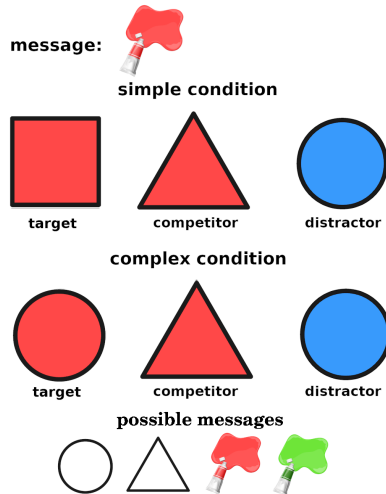 message:
simple condition
target competitor distractor
complex condition
target competitor distractor
possible messages